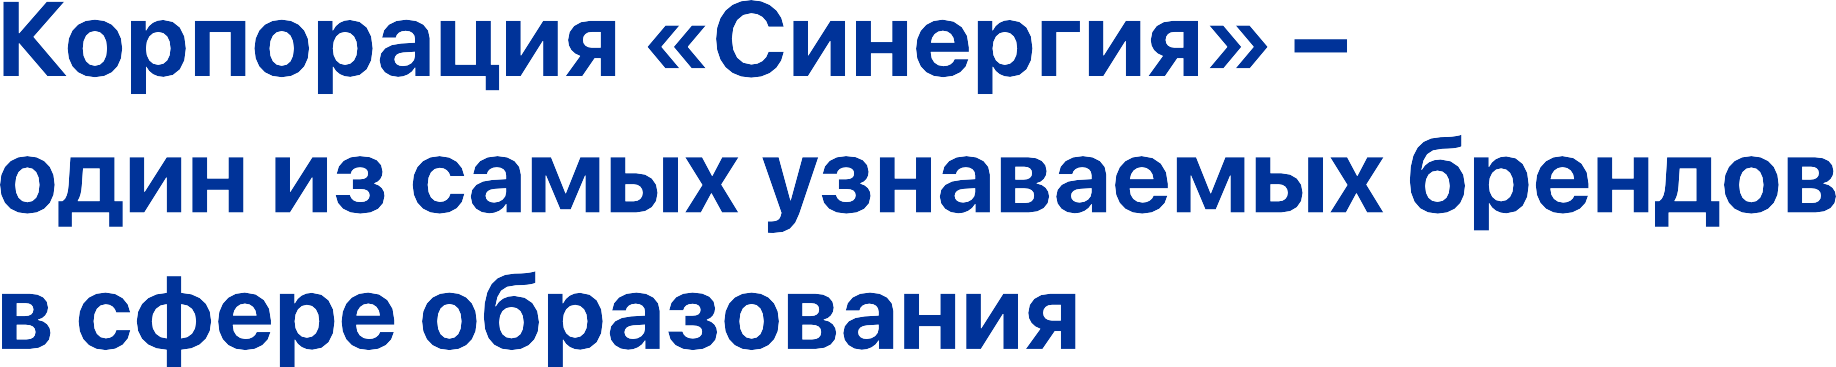 Корпорация «Синергия» –
один из самых узнаваемых брендов
в сфере образования